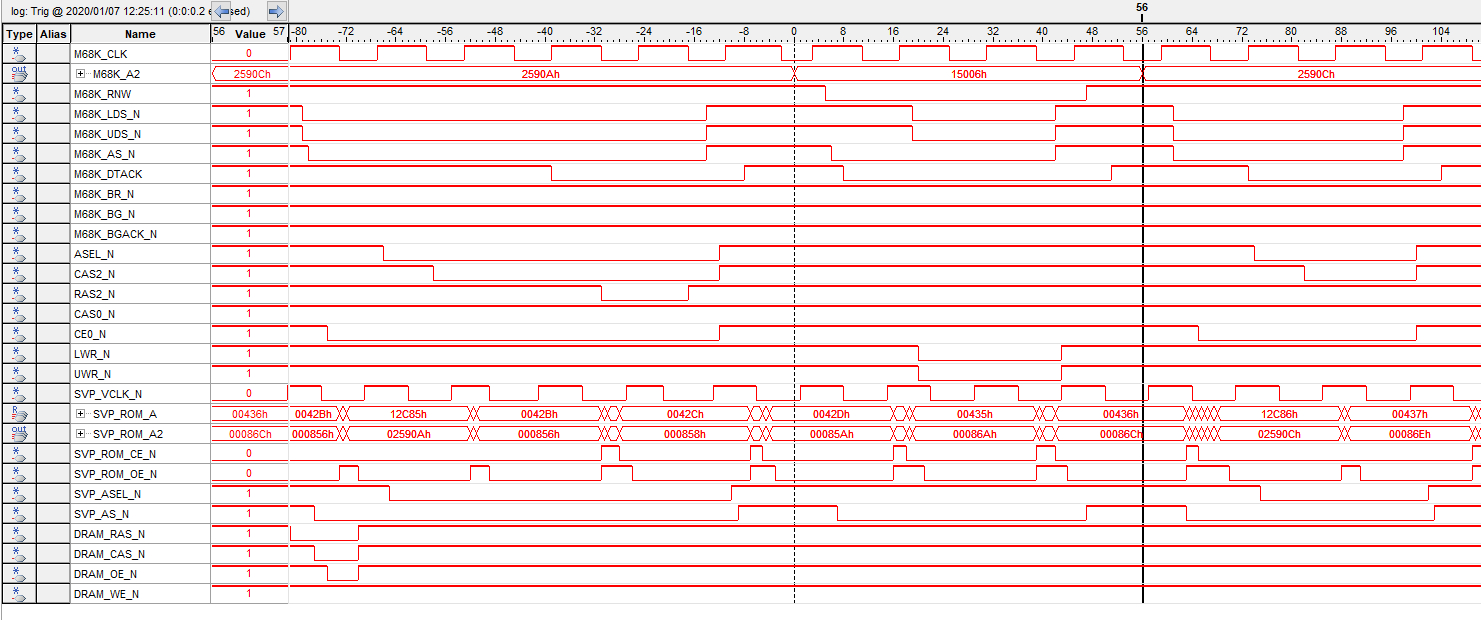 log: Trig @ 2020/01/07 12:25:11 (0:0:0.2 sed)
56
Type Alias Name 56 Value 57 -80 -72 -64 -56 -48 -40 -32 -24 -16 -8 0 8 16 24 32 40 48 56 64 72 80 88 96 104
M68K_CLK 0
out M68K_A2 2590Ch 2590Ah 15006h 2590Ch
M68K_RNW 1
M68K_LDS_N 1
M68K_UDS_N 1
M68K_AS_N 1
M68K_DTACK 1
M68K_BR_N 1
M68K_BG_N 1
M68K_BGACK_N 1
ASEL_N 1
CAS2_N 1
RAS2_N 1
CAS0_N 1
CE0_N 1
LWR_N 1
UWR_N 1
SVP_VCLK_N 0
R SVP_ROM_A 00436h 0042Bh 12C85h 0042Bh 0042Ch 0042Dh 00435h 00436h 12C86h 00437h
out SVP_ROM_A2 00086Ch 000856h 02590Ah 000856h 000858h 00085Ah 00086Ah 00086Ch 02590Ch 00086Eh
SVP_ROM_CE_N 0
SVP_ROM_OE_N 0
SVP_ASEL_N 1
SVP_AS_N 1
DRAM_RAS_N 1
DRAM_CAS_N 1
DRAM_OE_N 1
DRAM_WE_N 1